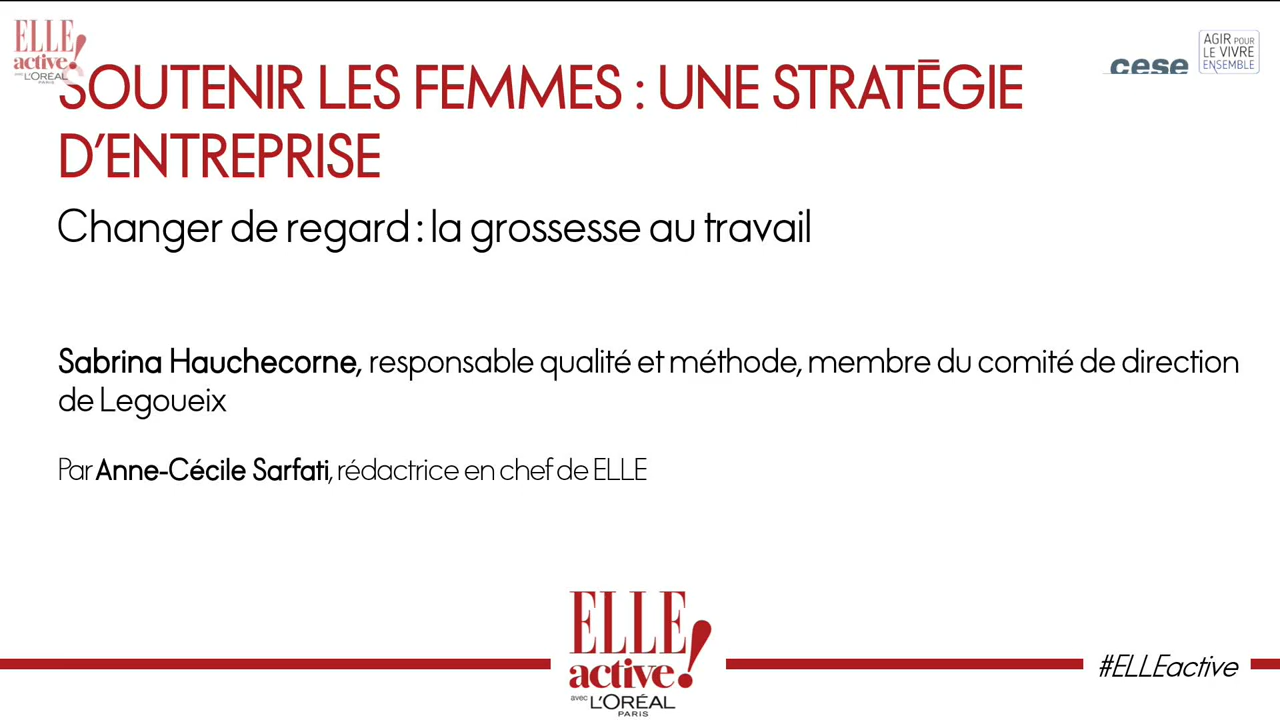 ELLE
active!
avec L'ORÉAL
PARIS
cese
AGIR POUR
LE VIVRE
ENSEMBLE
SOUTENIR LES FEMMES : UNE STRATÉGIE
D'ENTREPRISE
Changer de regard : la grossesse au travail
Sabrina Hauchecorne, responsable qualité et méthode, membre du comité de direction
de Legoueix
Par Anne-Cécile Sarfati, rédactrice en chef de ELLE
ELLE
active!
avec L'ORÉAL
PARIS
#ELLEactive